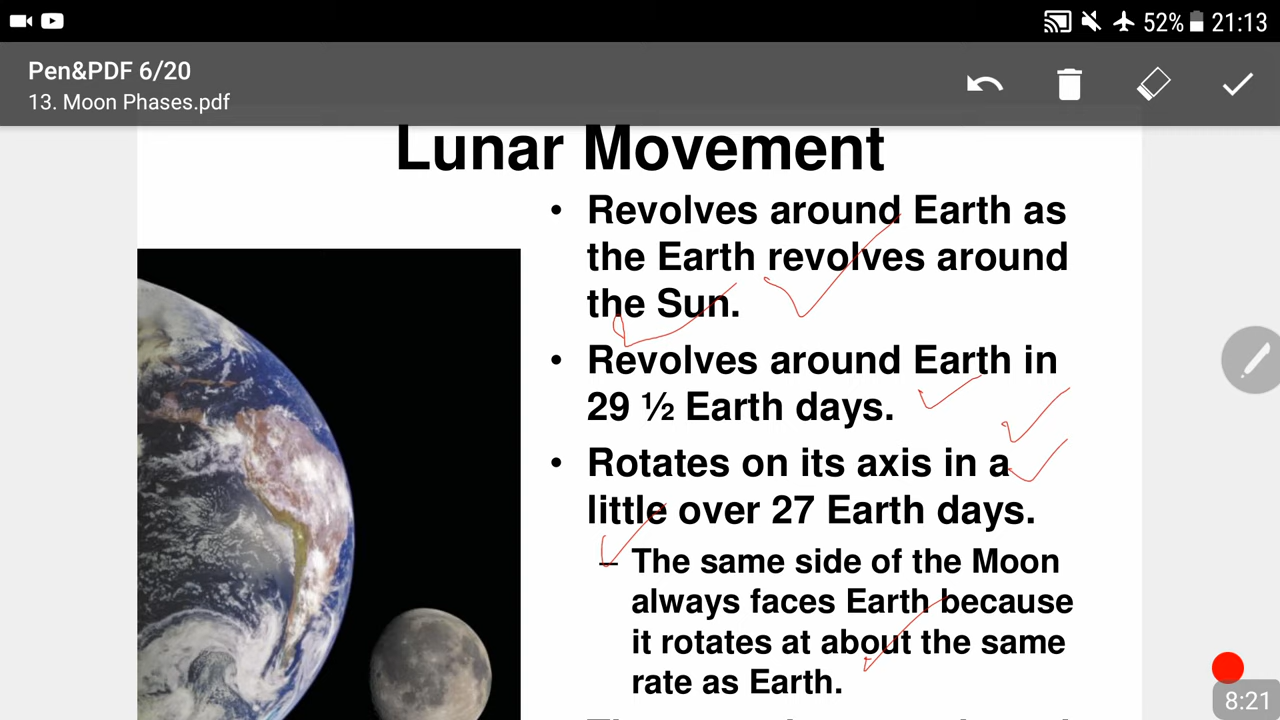 52% 21:13
Pen&PDF 6/20
13. Moon Phases.pdf
Lunar Movement
• Revolves around Earth as
the Earth revolves around
the Sun.
• Revolves around Earth in
29 ½ Earth days.
• Rotates on its axis in a
little over 27 Earth days.
– The same side of the Moon
always faces Earth because
it rotates at about the same
rate as Earth.
8:21